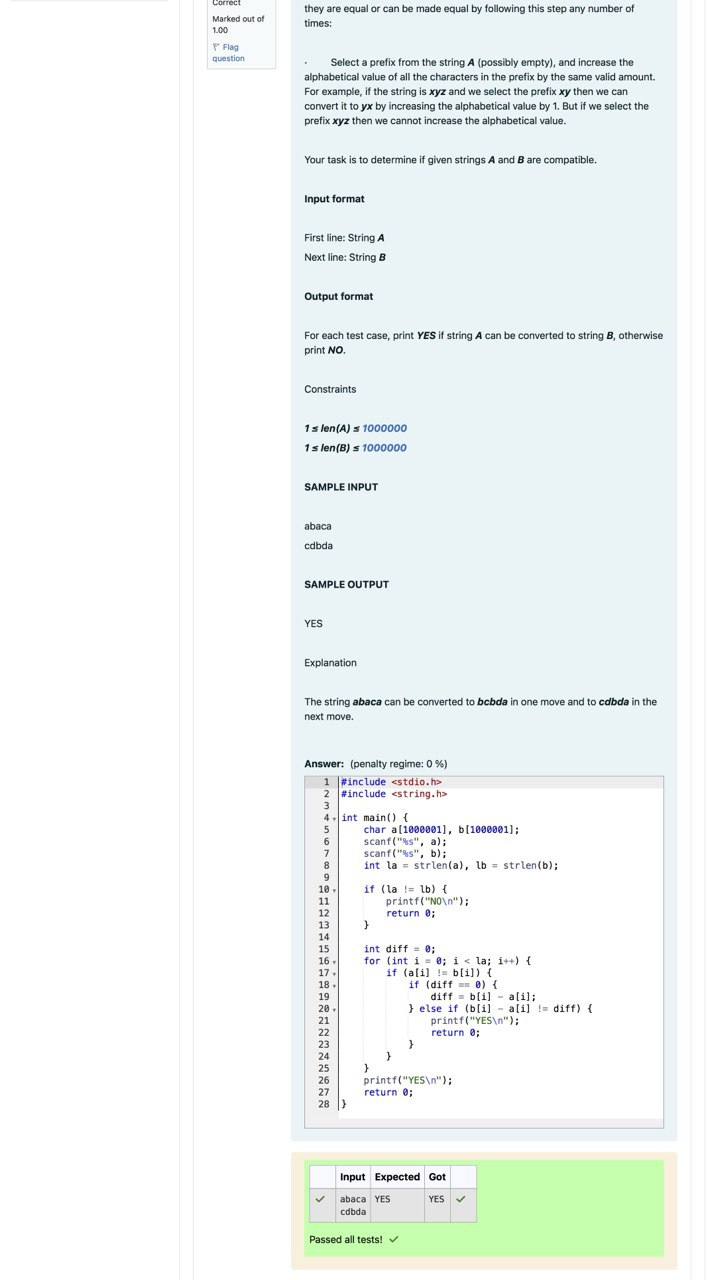 Correct
Marked out of
1.00
Flag
question
they are equal or can be made equal by following this step any number of
times:
· Select a prefix from the string A (possibly empty), and increase the
alphabetical value of all the characters in the prefix by the same valid amount.
For example, if the string is xyz and we select the prefix xy then we can
convert it to yx by increasing the alphabetical value by 1. But if we select the
prefix xyz then we cannot increase the alphabetical value.
Your task is to determine if given strings A and B are compatible.
Input format
First line: String A
Next line: String B
Output format
For each test case, print YES if string A can be converted to string B, otherwise
print NO.
Constraints
1 ≤ len(A) ≤ 1000000
1 ≤ len(B) ≤ 1000000
SAMPLE INPUT
abaca
cdbda
SAMPLE OUTPUT
YES
Explanation
The string abaca can be converted to bcbda in one move and to cdbda in the
next move.
Answer: (penalty regime: 0 %)
1 #include <stdio.h>
2 #include <string.h>
3
4 int main() {
5     char a[1000001], b[1000001];
6     scanf("%s", a);
7     scanf("%s", b);
8     int la = strlen(a), lb = strlen(b);
9
10     if (la != lb) {
11         printf("NO\n");
12         return 0;
13     }
14
15     int diff = 0;
16     for (int i = 0; i < la; i++) {
17         if (a[i] != b[i]) {
18             if (diff == 0) {
19                 diff = b[i] - a[i];
20             } else if (b[i] - a[i] != diff) {
21                 printf("YES\n");
22                 return 0;
23             }
24         }
25     }
26     printf("YES\n");
27     return 0;
28 }
Input Expected Got
abaca YES YES
cdbda
Passed all tests!